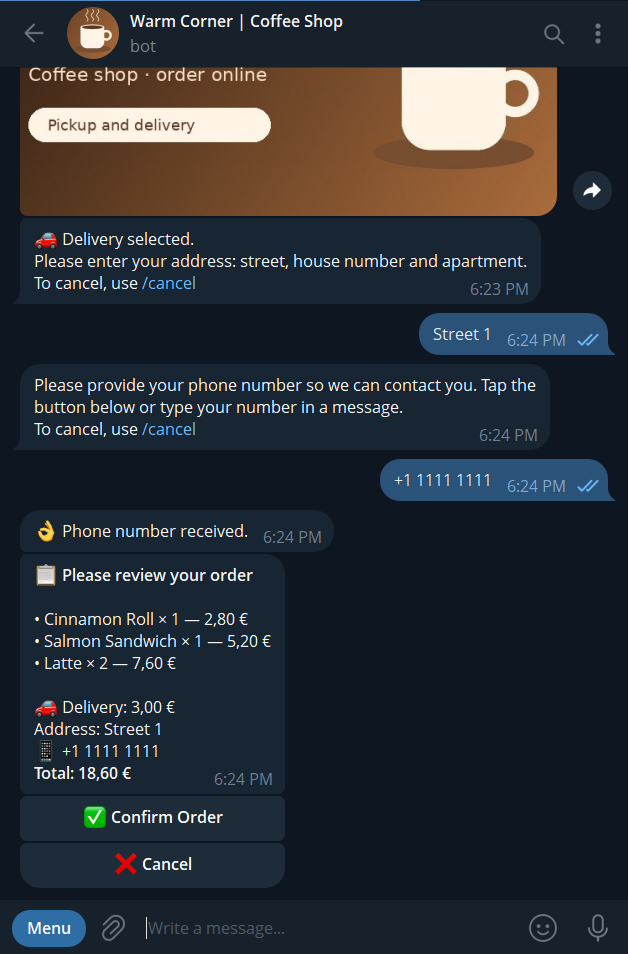 Warm Corner | Coffee Shop
bot
Coffee shop · order online
Pickup and delivery
🚗 Delivery selected.
Please enter your address: street, house number and apartment.
To cancel, use /cancel
6:23 PM
Street 1
6:24 PM
Please provide your phone number so we can contact you. Tap the
button below or type your number in a message.
To cancel, use /cancel
6:24 PM
+1 1111 1111
6:24 PM
👌 Phone number received.
6:24 PM
📋 Please review your order
• Cinnamon Roll × 1 — 2,80 €
• Salmon Sandwich × 1 — 5,20 €
• Latte × 2 — 7,60 €
🚗 Delivery: 3,00 €
Address: Street 1
📱 +1 1111 1111
Total: 18,60 €
6:24 PM
✅ Confirm Order
❌ Cancel
Menu
Write a message...